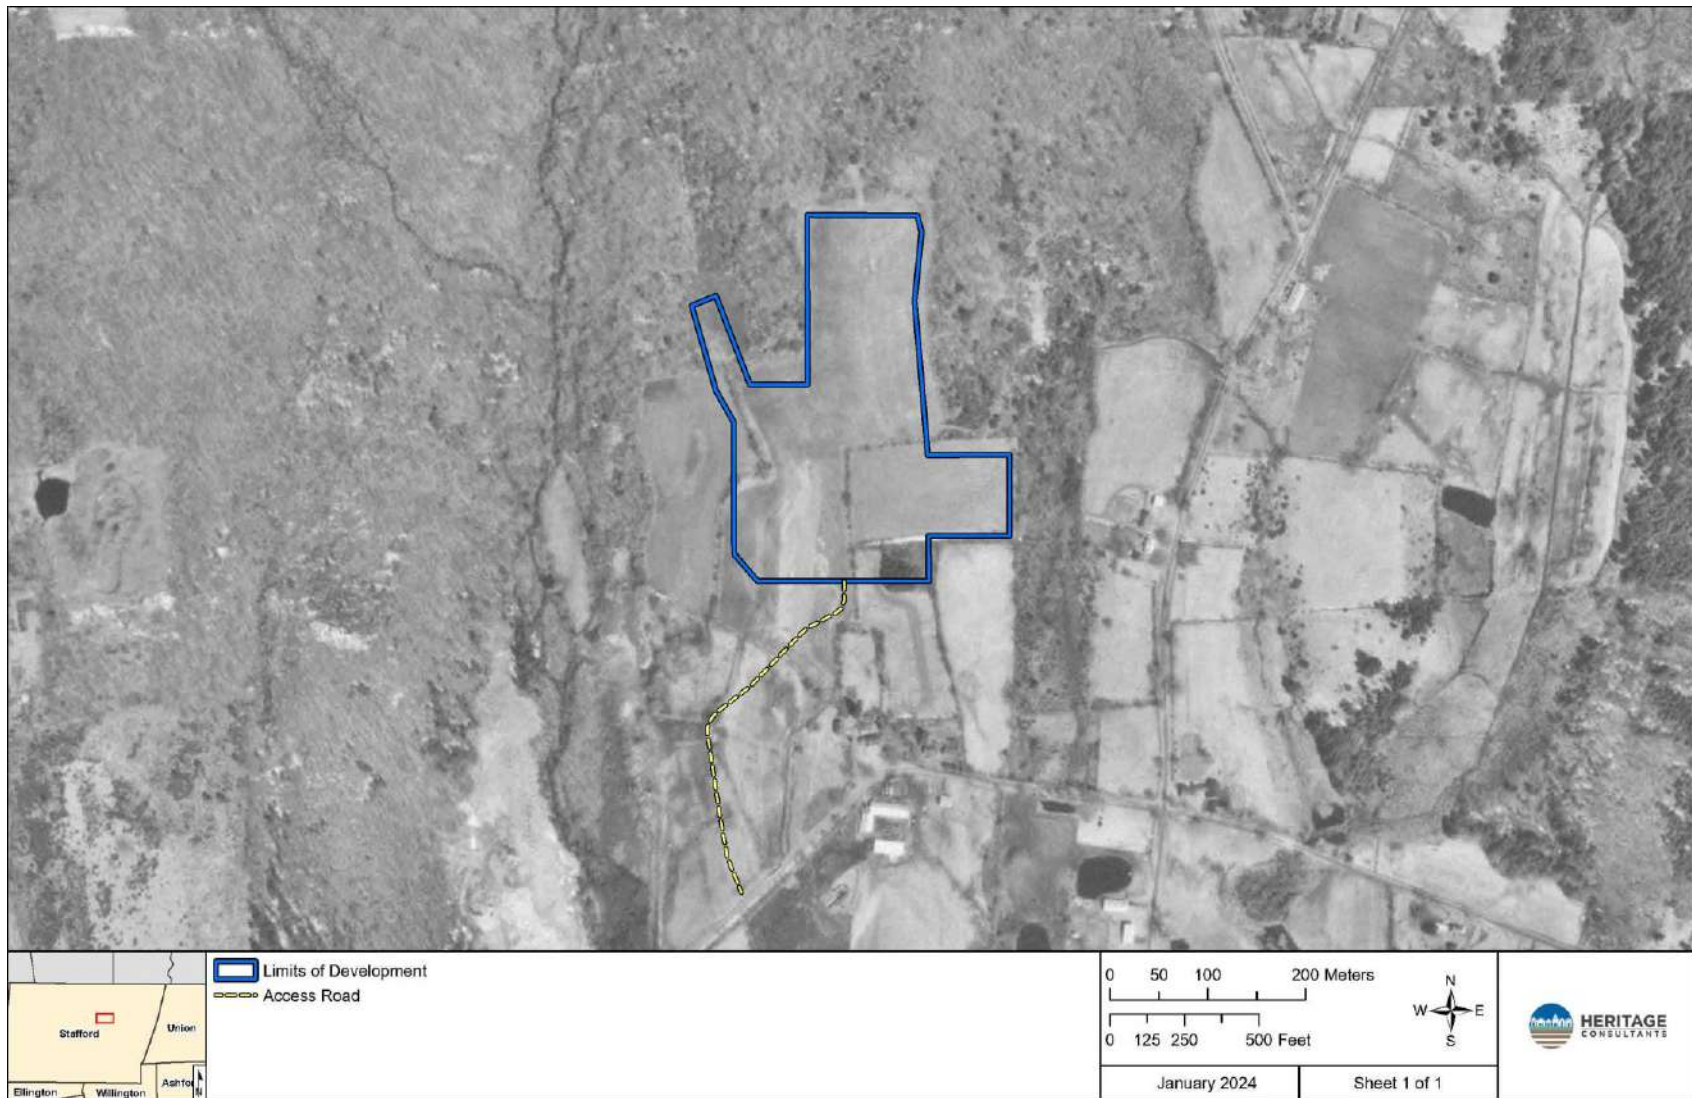 Stafford
Union
Ellington
Willington
N
Limits of Development
Access Road
0 50 100 200 Meters
0 125 250 500 Feet
N
W E
S
January 2024
Sheet 1 of 1
HERITAGE
CONSULTANTS